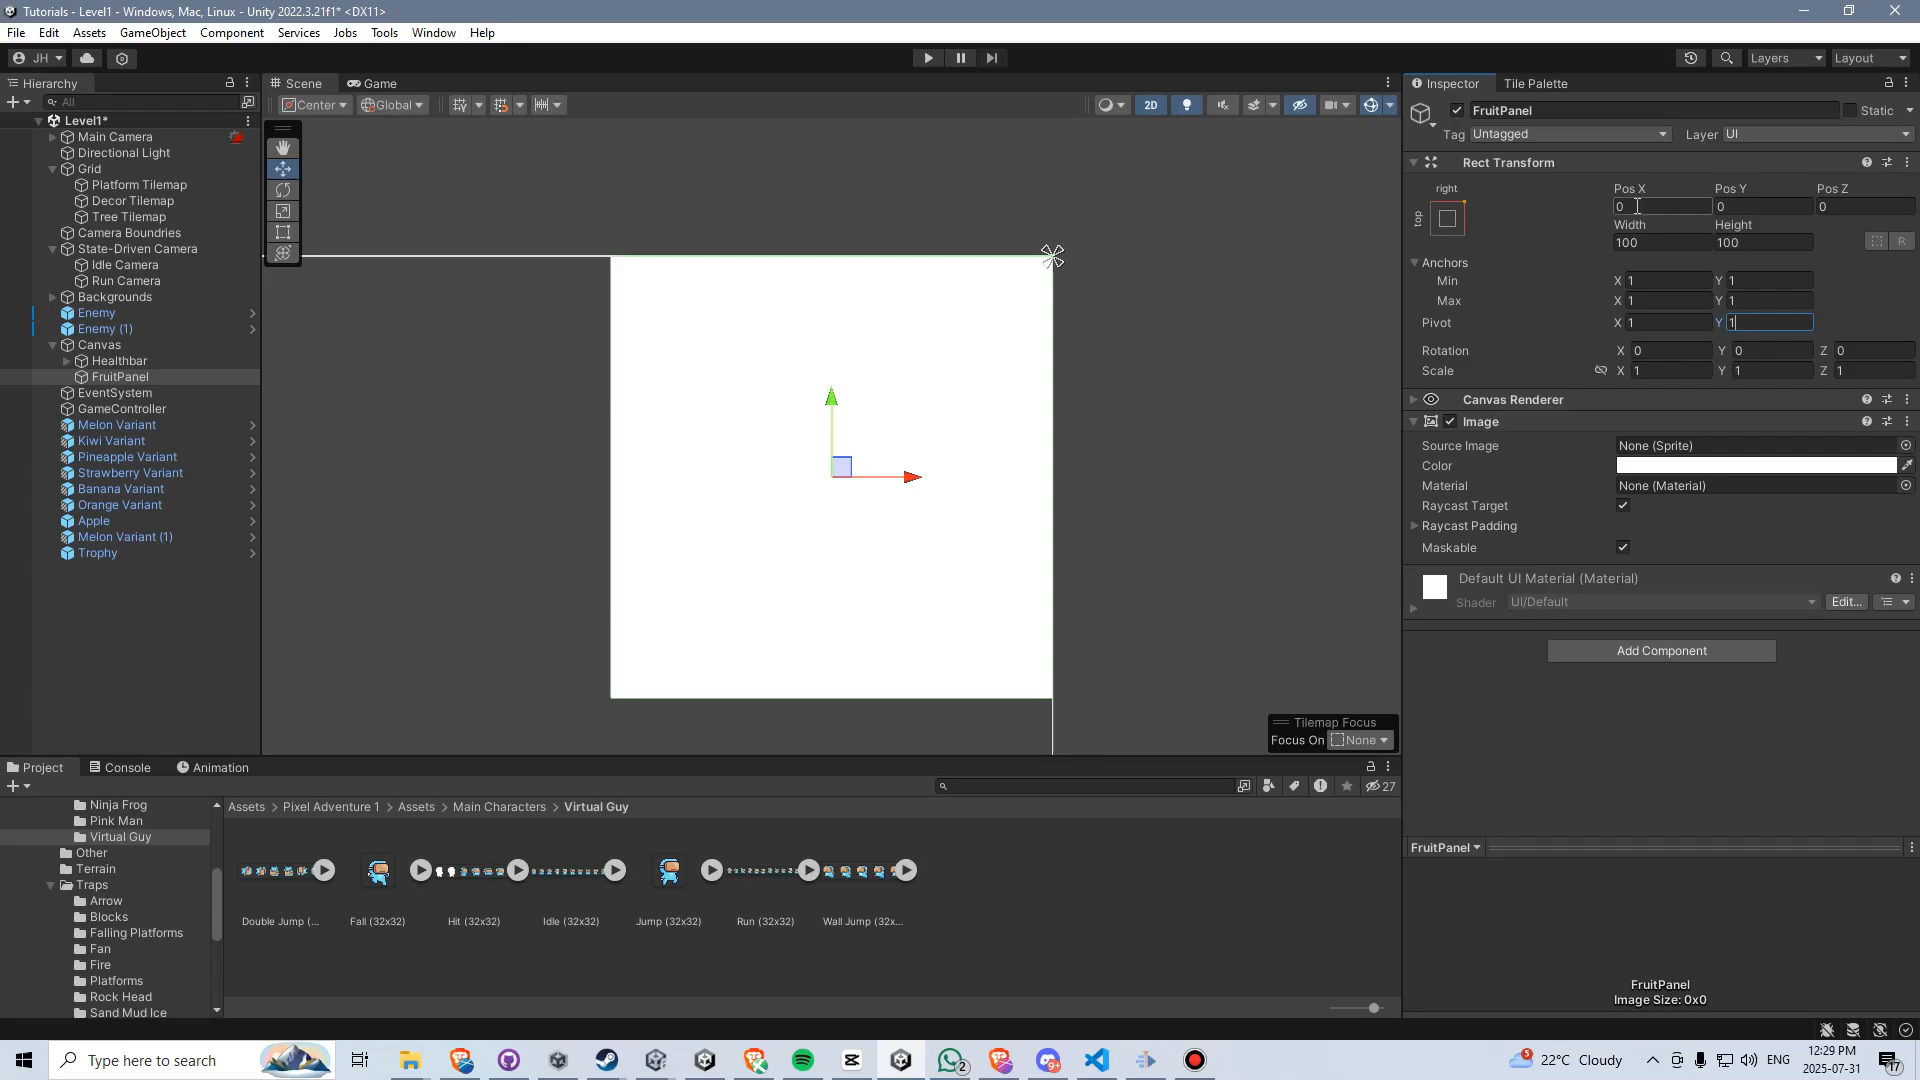 Tutorials - Level1 - Windows, Mac, Linux - Unity 2022.3.21f1* <DX11>
File Edit Assets GameObject Component Services Jobs Tools Window Help
JH Layers Layout
Hierarchy Scene Game Inspector Tile Palette
All Center Global 2D FruitPanel Static
Tag Untagged Layer UI
Level1*
Main Camera
Directional Light
Grid
Platform Tilemap
Decor Tilemap
Tree Tilemap
Camera Boundries
State-Driven Camera
Idle Camera
Run Camera
Backgrounds
Enemy
Enemy (1)
Canvas
Healthbar
FruitPanel
EventSystem
GameController
Melon Variant
Kiwi Variant
Pineapple Variant
Strawberry Variant
Banana Variant
Orange Variant
Apple
Melon Variant (1)
Trophy
Rect Transform
right Pos X Pos Y Pos Z
top 0 0 0
Width Height
100 100 R
Anchors
Min X 1 Y 1
Max X 1 Y 1
Pivot X 1 Y 1
Rotation X 0 Y 0 Z 0
Scale X 1 Y 1 Z 1
Canvas Renderer
Image
Source Image None (Sprite)
Color
Material None (Material)
Raycast Target
Raycast Padding
Maskable
Default UI Material (Material)
Shader UI/Default Edit...
Add Component
Tilemap Focus
Focus On None
Project Console Animation
27
Ninja Frog
Pink Man
Virtual Guy
Other
Terrain
Traps
Arrow
Blocks
Falling Platforms
Fan
Fire
Platforms
Rock Head
Sand Mud Ice
Assets > Pixel Adventure 1 > Assets > Main Characters > Virtual Guy
Double Jump (... Fall (32x32) Hit (32x32) Idle (32x32) Jump (32x32) Run (32x32) Wall Jump (32x...
FruitPanel
FruitPanel
Image Size: 0x0
Type here to search 2 9+ 5 22°C Cloudy ENG 12:29 PM
2025-07-31 17